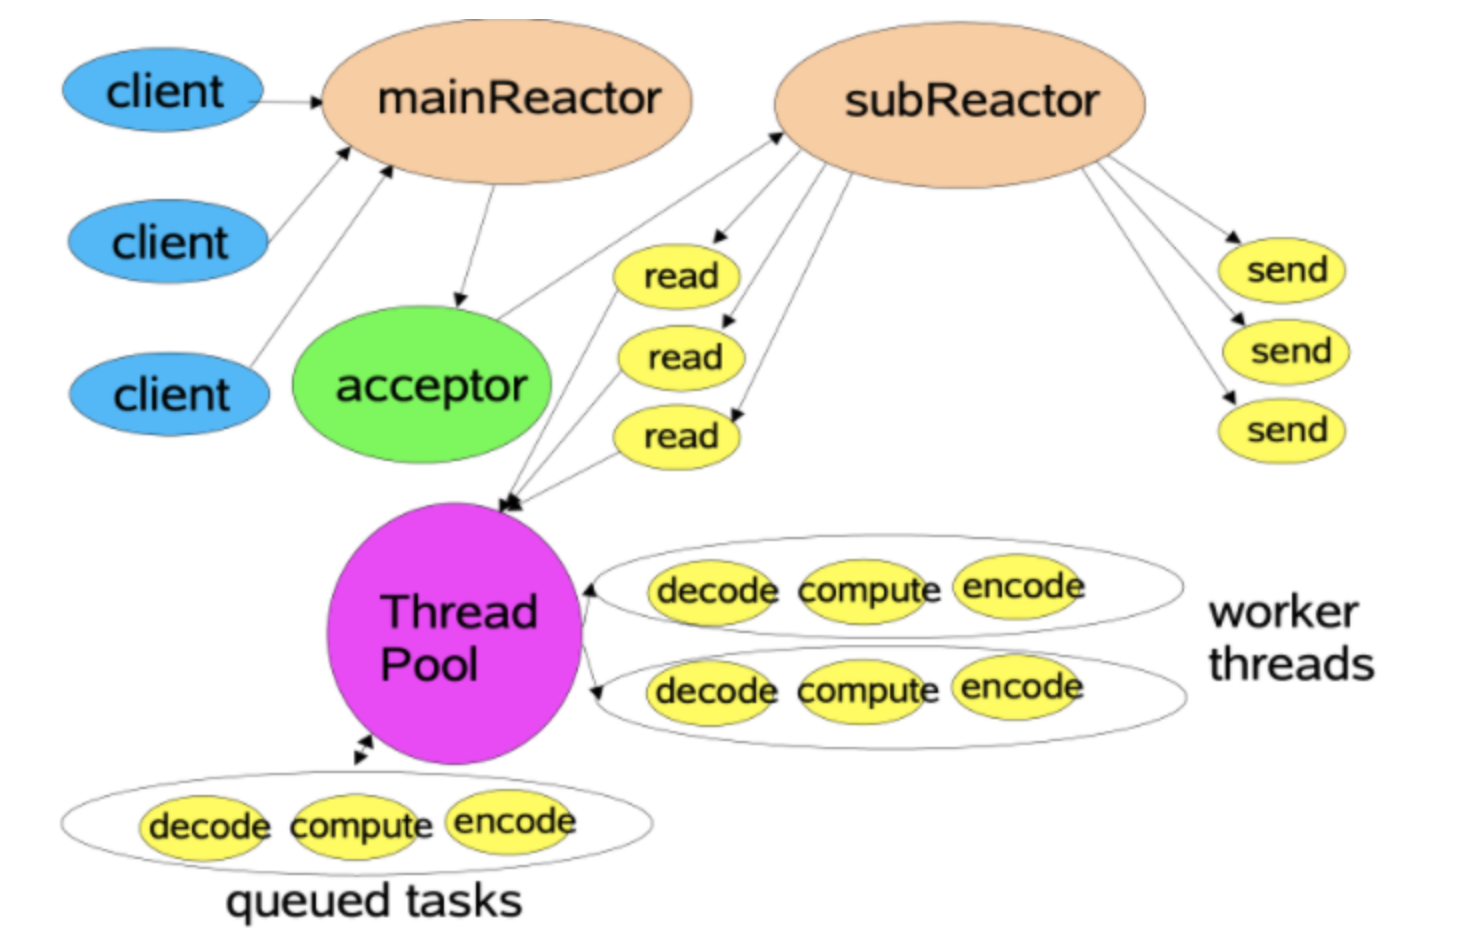 client
mainReactor
subReactor
client
client
acceptor
read
read
read
send
send
send
Thread
Pool
decode compute encode
decode compute encode
worker
threads
decode compute encode
queued tasks